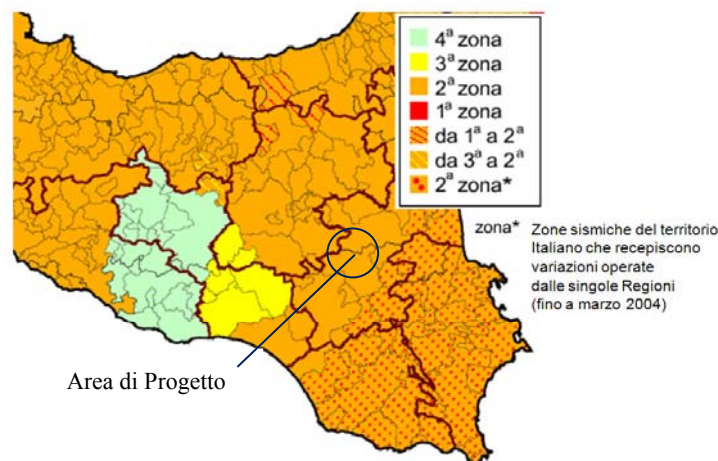 4ª zona
3ª zona
2ª zona
1ª zona
da 1ª a 2ª
da 3ª a 2ª
2ª zona*
zona* Zone sismiche del territorio
Italiano che recepiscono
variazioni operate
dalle singole Regioni
(fino a marzo 2004)
Area di Progetto